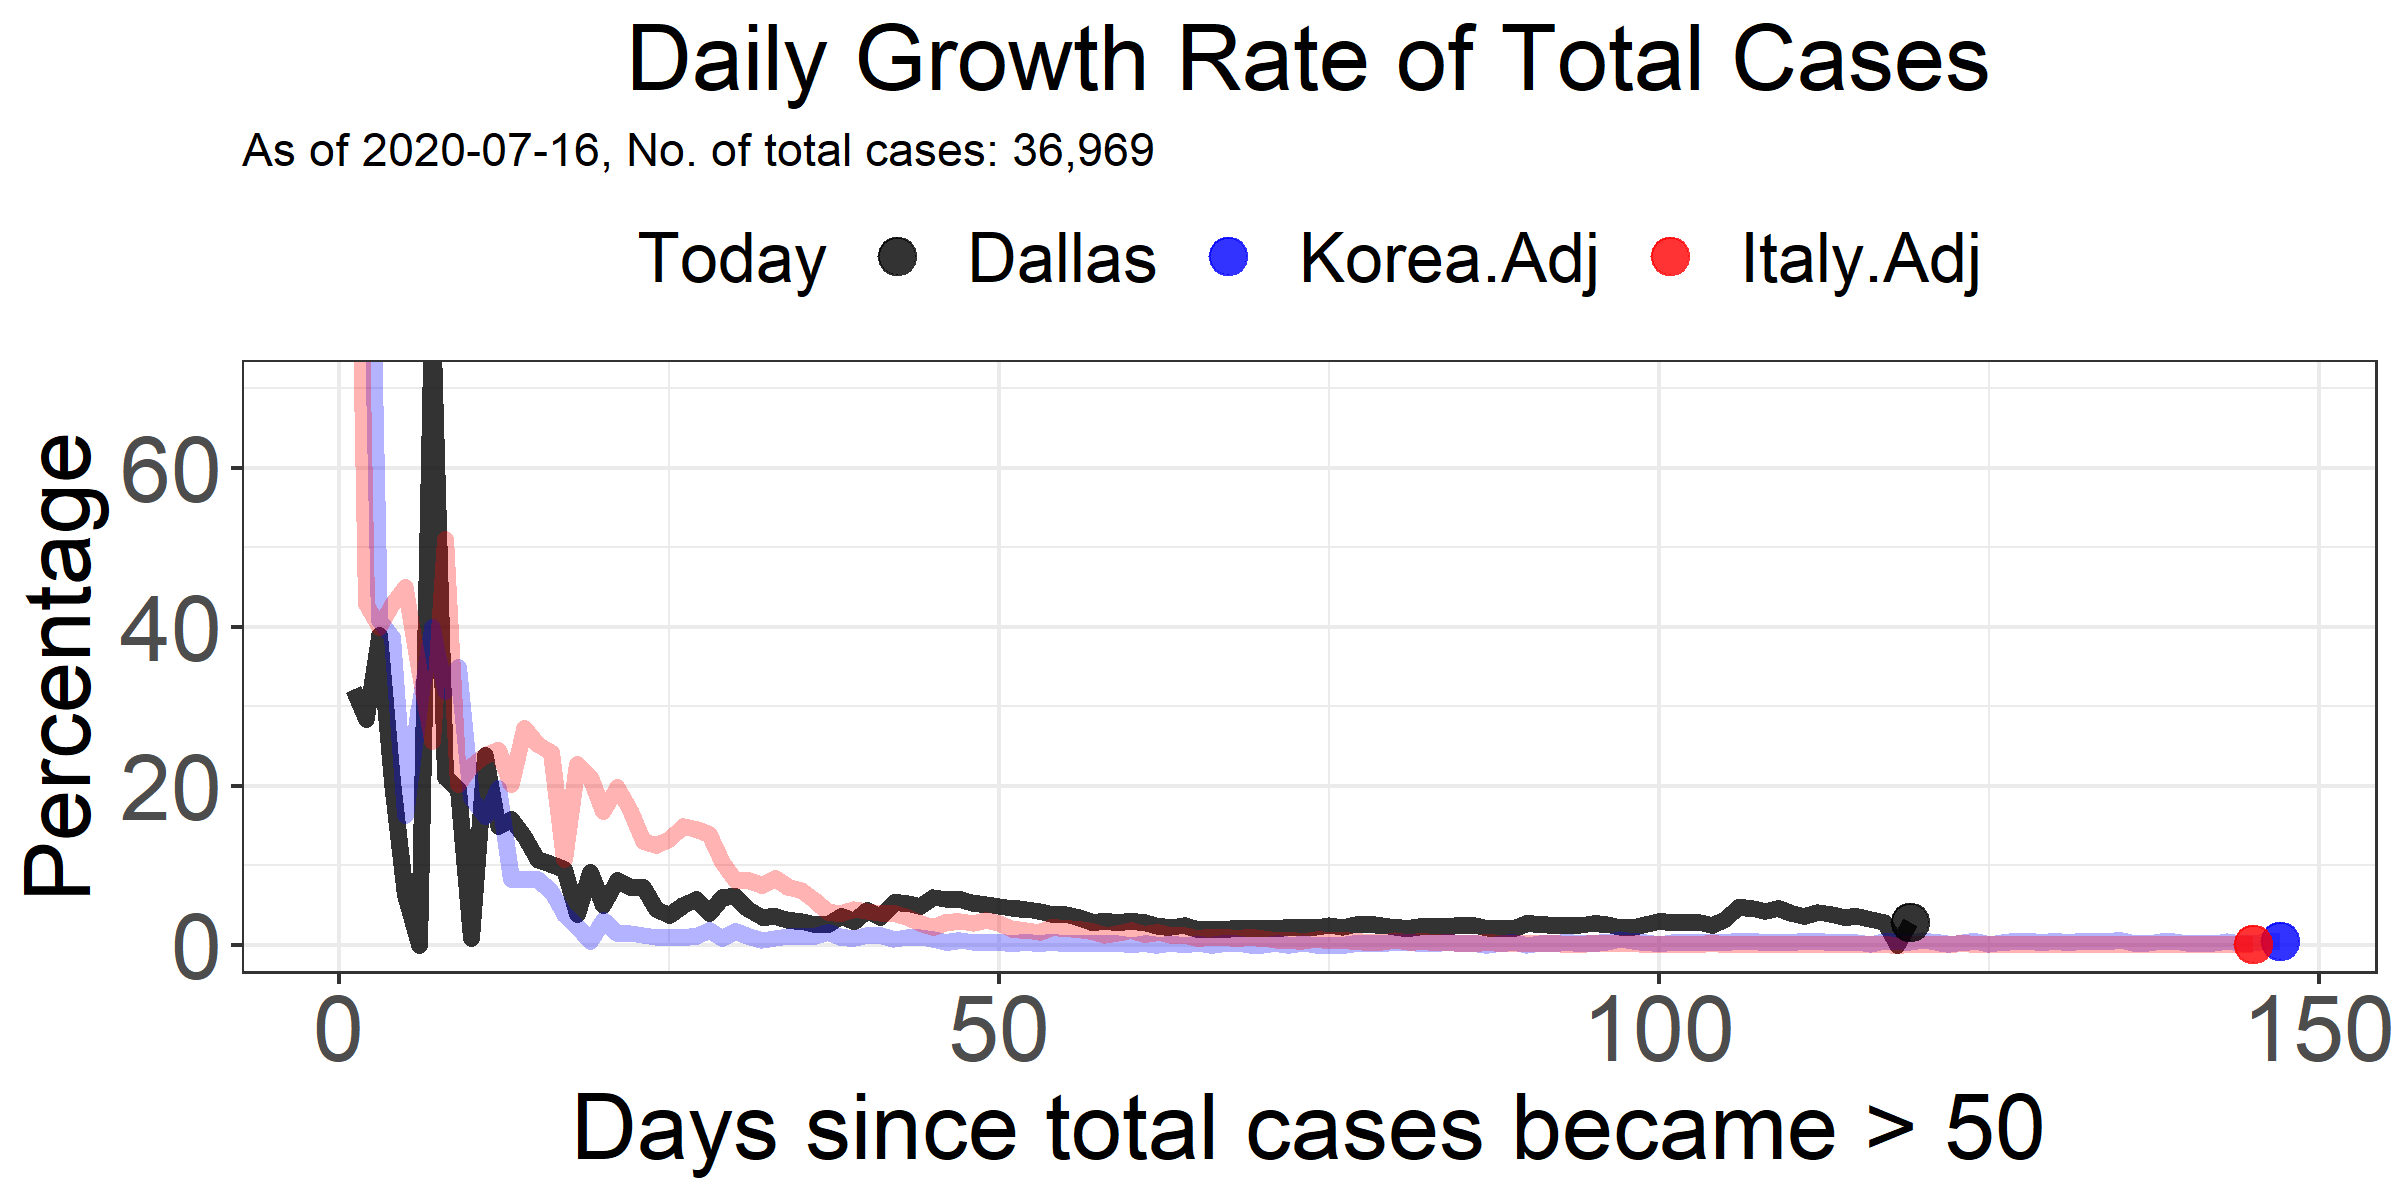 Daily Growth Rate of Total Cases
As of 2020-07-16, No. of total cases: 36,969
Today Dallas Korea.Adj Italy.Adj
Percentage
60
40
20
0
0 50 100 150
Days since total cases became > 50